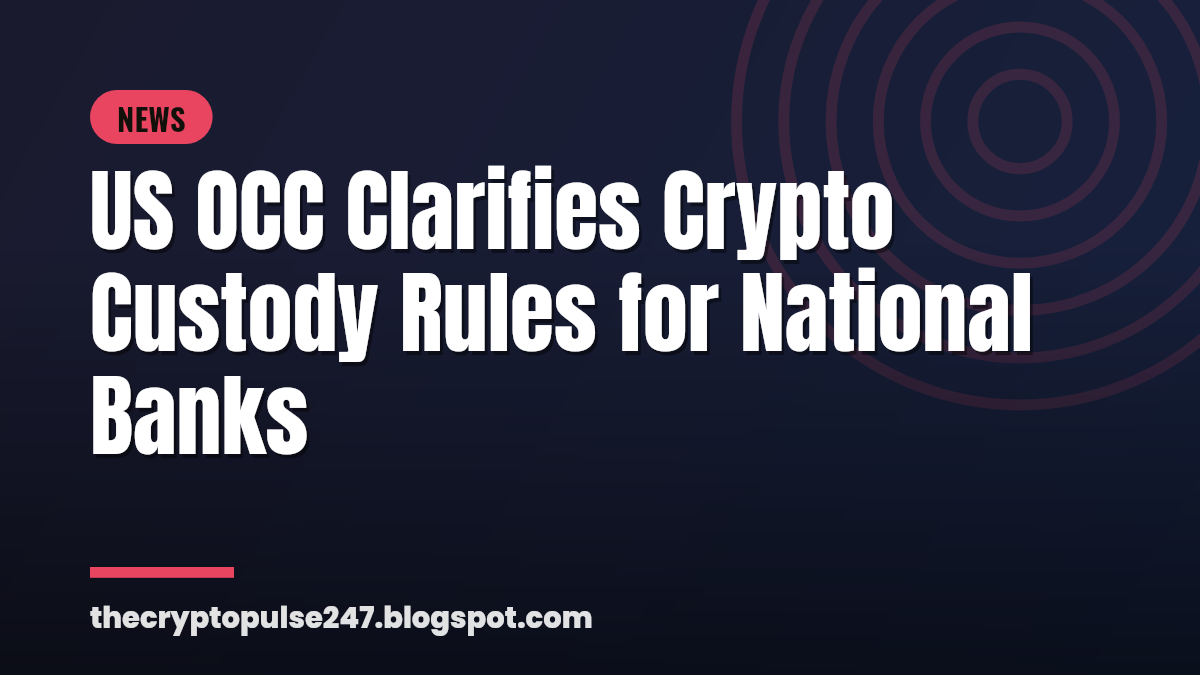 NEWS
US OCC Clarifies Crypto
Custody Rules for National
Banks
thecryptopulse247.blogspot.com